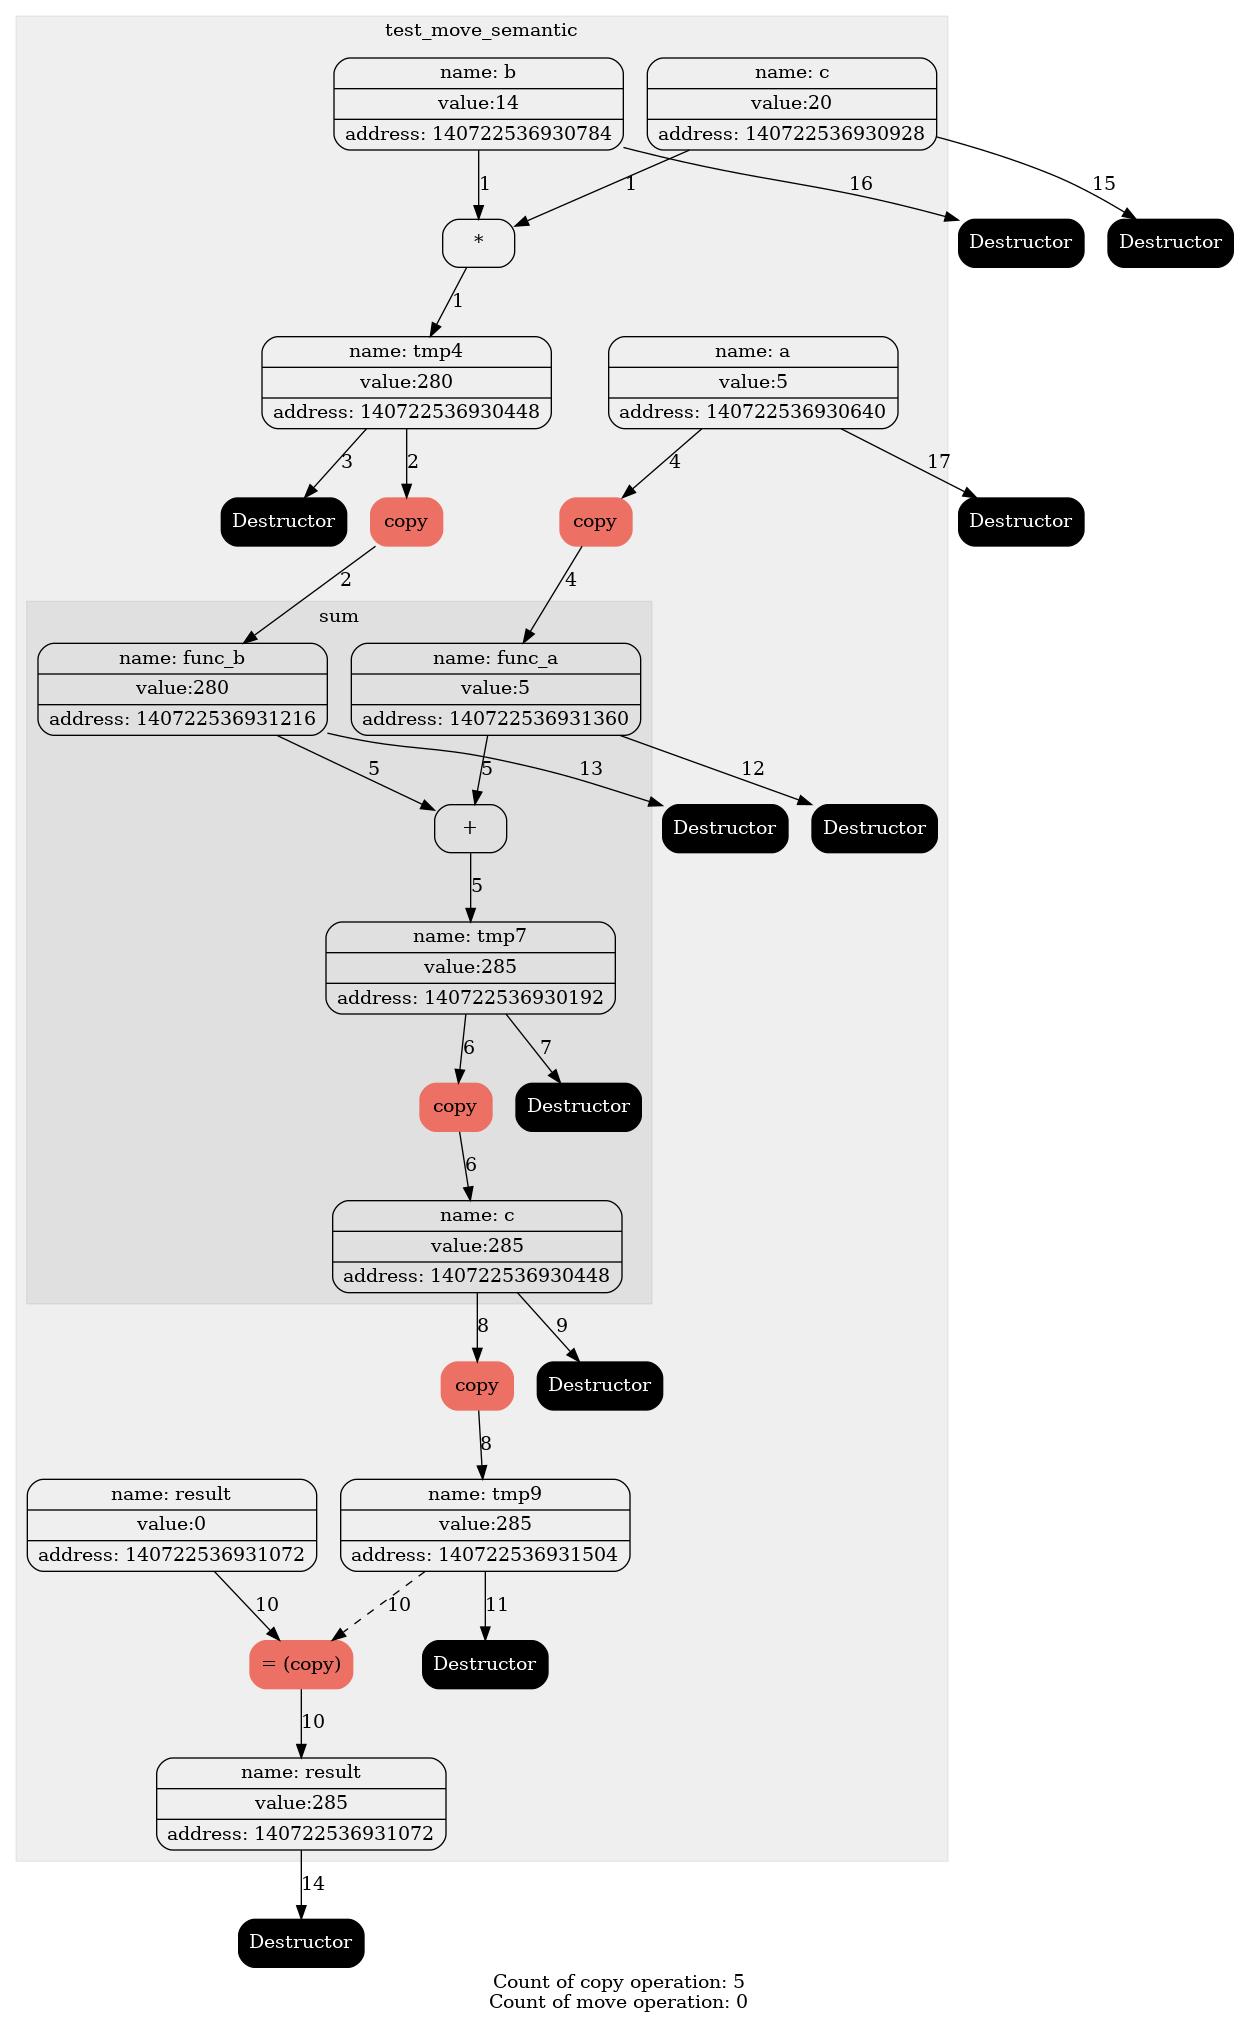 test_move_semantic
name: b
value:14
address: 140722536930784
name: c
value:20
address: 140722536930928
1
1
16
15
*
Destructor
Destructor
1
name: tmp4
value:280
address: 140722536930448
name: a
value:5
address: 140722536930640
3
2
4
17
Destructor
copy
copy
Destructor
2
4
sum
name: func_b
value:280
address: 140722536931216
name: func_a
value:5
address: 140722536931360
5
5
13
12
+
Destructor
Destructor
5
name: tmp7
value:285
address: 140722536930192
6
7
copy
Destructor
6
name: c
value:285
address: 140722536930448
8
9
copy
Destructor
8
name: result
value:0
address: 140722536931072
name: tmp9
value:285
address: 140722536931504
10
10
11
= (copy)
Destructor
10
name: result
value:285
address: 140722536931072
14
Destructor
Count of copy operation: 5
Count of move operation: 0